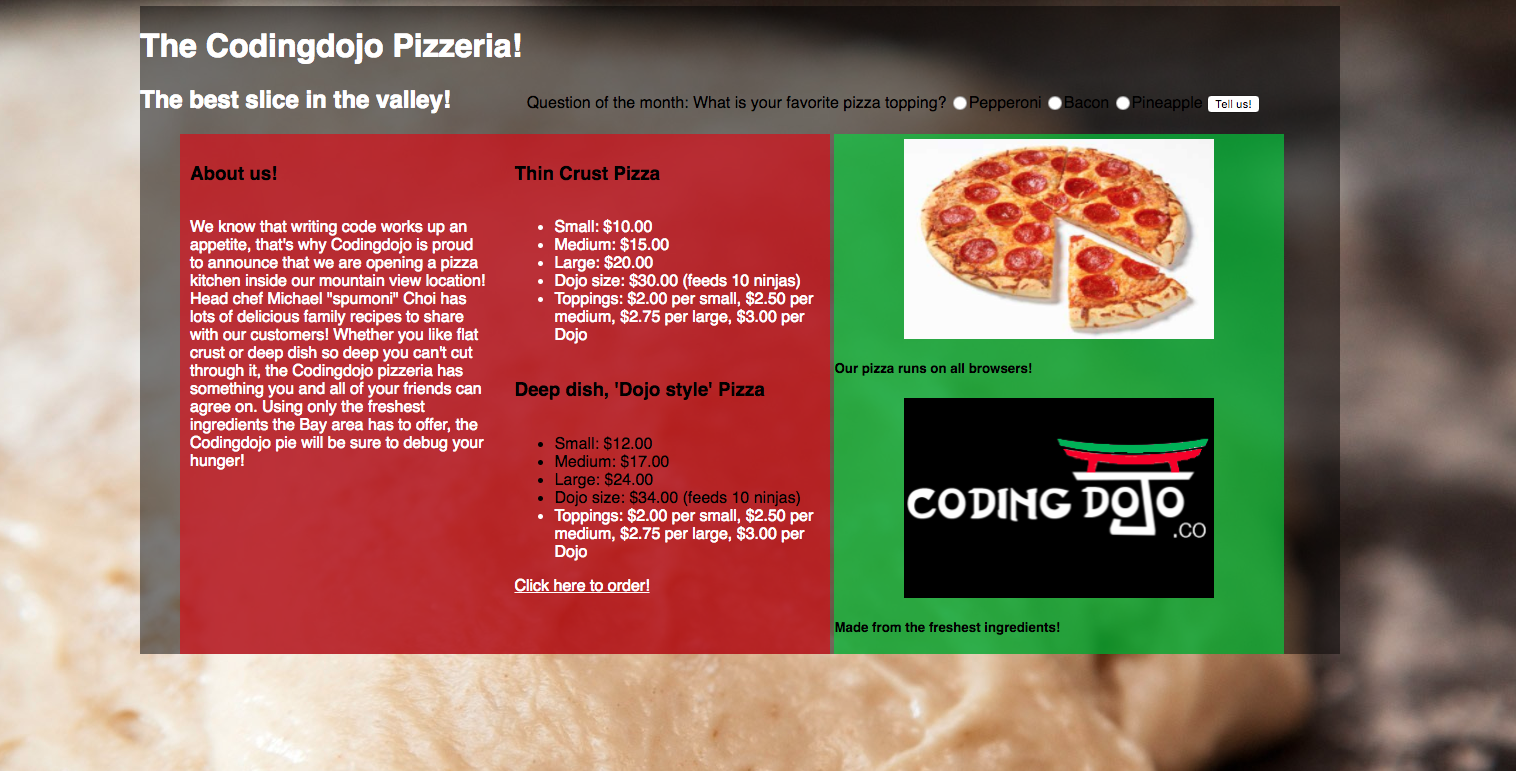 The Codingdojo Pizzeria!
The best slice in the valley!
Question of the month: What is your favorite pizza topping? Pepperoni Bacon Pineapple Tell us!
About us!
We know that writing code works up an
appetite, that's why Codingdojo is proud
to announce that we are opening a pizza
kitchen inside our mountain view location!
Head chef Michael "spumoni" Choi has
lots of delicious family recipes to share
with our customers! Whether you like flat
crust or deep dish so deep you can't cut
through it, the Codingdojo pizzeria has
something you and all of your friends can
agree on. Using only the freshest
ingredients the Bay area has to offer, the
Codingdojo pie will be sure to debug your
hunger!
Thin Crust Pizza
Small: $10.00
Medium: $15.00
Large: $20.00
Dojo size: $30.00 (feeds 10 ninjas)
Toppings: $2.00 per small, $2.50 per
medium, $2.75 per large, $3.00 per
Dojo
Deep dish, 'Dojo style' Pizza
Small: $12.00
Medium: $17.00
Large: $24.00
Dojo size: $34.00 (feeds 10 ninjas)
Toppings: $2.00 per small, $2.50 per
medium, $2.75 per large, $3.00 per
Dojo
Click here to order!
Our pizza runs on all browsers!
CODING DOJO
.CO
Made from the freshest ingredients!